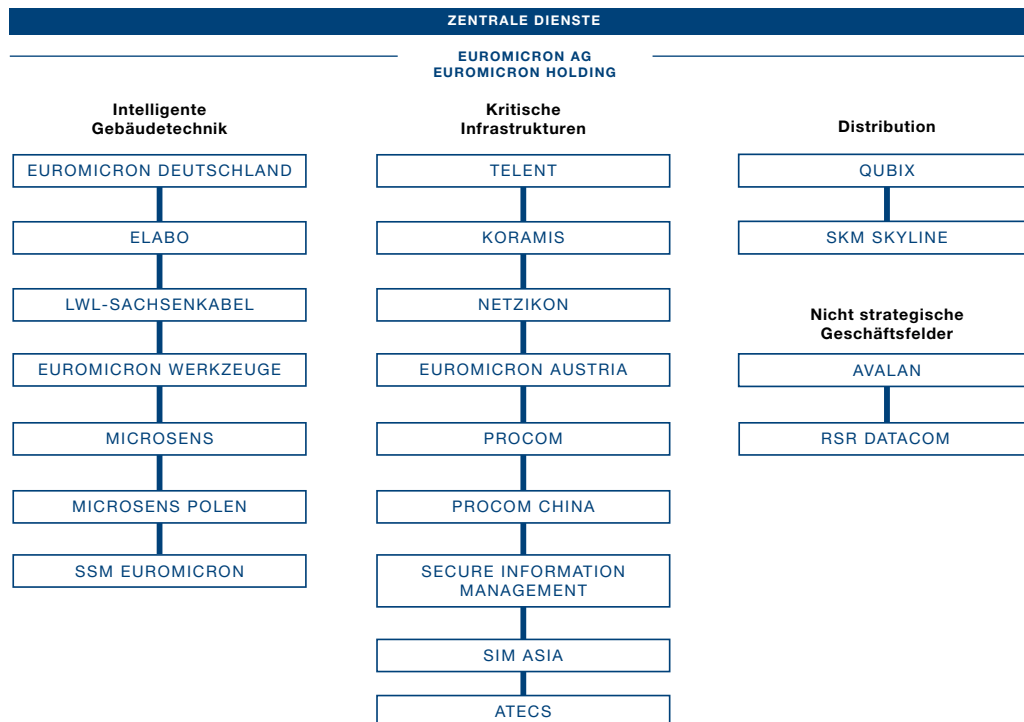 ZENTRALE DIENSTE
EUROMICRON AG
EUROMICRON HOLDING
Intelligente
Gebäudetechnik
EUROMICRON DEUTSCHLAND
ELABO
LWL-SACHSENKABEL
EUROMICRON WERKZEUGE
MICROSENS
MICROSENS POLEN
SSM EUROMICRON
Kritische
Infrastrukturen
TELENT
KORAMIS
NETZIKON
EUROMICRON AUSTRIA
PROCOM
PROCOM CHINA
SECURE INFORMATION
MANAGEMENT
SIM ASIA
ATECS
Distribution
QUBIX
SKM SKYLINE
Nicht strategische
Geschäftsfelder
AVALAN
RSR DATACOM